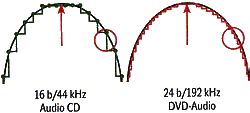 16 b/44 kHz
Audio CD
24 b/192 kHz
DVD-Audio